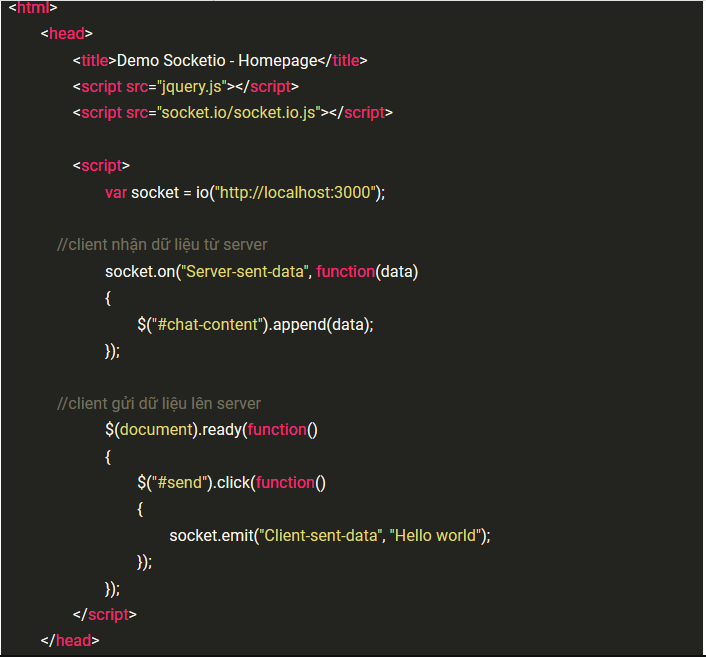 <html>
<head>
<title>Demo Socketio - Homepage</title>
<script src="jquery.js"></script>
<script src="socket.io/socket.io.js"></script>
<script>
var socket = io("http://localhost:3000");
//client nhận dữ liệu từ server
socket.on("Server-sent-data", function(data)
{
$("#chat-content").append(data);
});
//client gửi dữ liệu lên server
$(document).ready(function()
{
$("#send").click(function()
{
socket.emit("Client-sent-data", "Hello world");
});
});
</script>
</head>